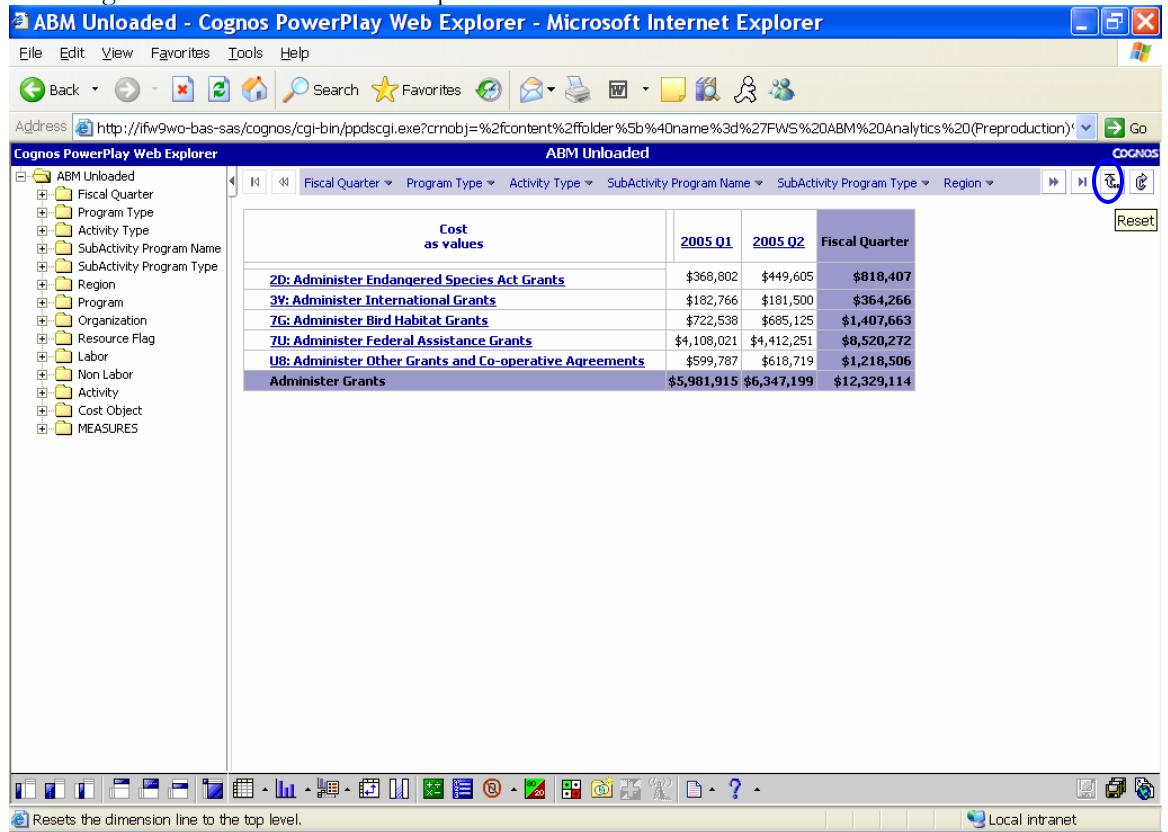 ABM Unloaded - Cognos PowerPlay Web Explorer - Microsoft Internet Explorer
File Edit View Favorites Tools Help
Back Search Favorites
Address http://ifw9wo-bas-sas/cognos/cgi-bin/ppdscgi.exe?crnobj=%2fcontent%2ffolder%5b%40name%3d%27FWS%20ABM%20Analytics%20(Preproduction)% Go
Cognos PowerPlay Web Explorer ABM Unloaded COGNOS
ABM Unloaded
Fiscal Quarter
Program Type
Activity Type
SubActivity Program Name
SubActivity Program Type
Region
Program
Organization
Resource Flag
Labor
Non Labor
Activity
Cost Object
MEASURES
Fiscal Quarter Program Type Activity Type SubActivity Program Name SubActivity Program Type Region
Reset
Cost
as values 2005 Q1 2005 Q2 Fiscal Quarter
2D: Administer Endangered Species Act Grants $368,802 $449,605 $818,407
3V: Administer International Grants $182,766 $181,500 $364,266
7G: Administer Bird Habitat Grants $722,538 $685,125 $1,407,663
7U: Administer Federal Assistance Grants $4,108,021 $4,412,251 $8,520,272
U8: Administer Other Grants and Co-operative Agreements $599,787 $618,719 $1,218,506
Administer Grants $5,981,915 $6,347,199 $12,329,114
Resets the dimension line to the top level. Local intranet